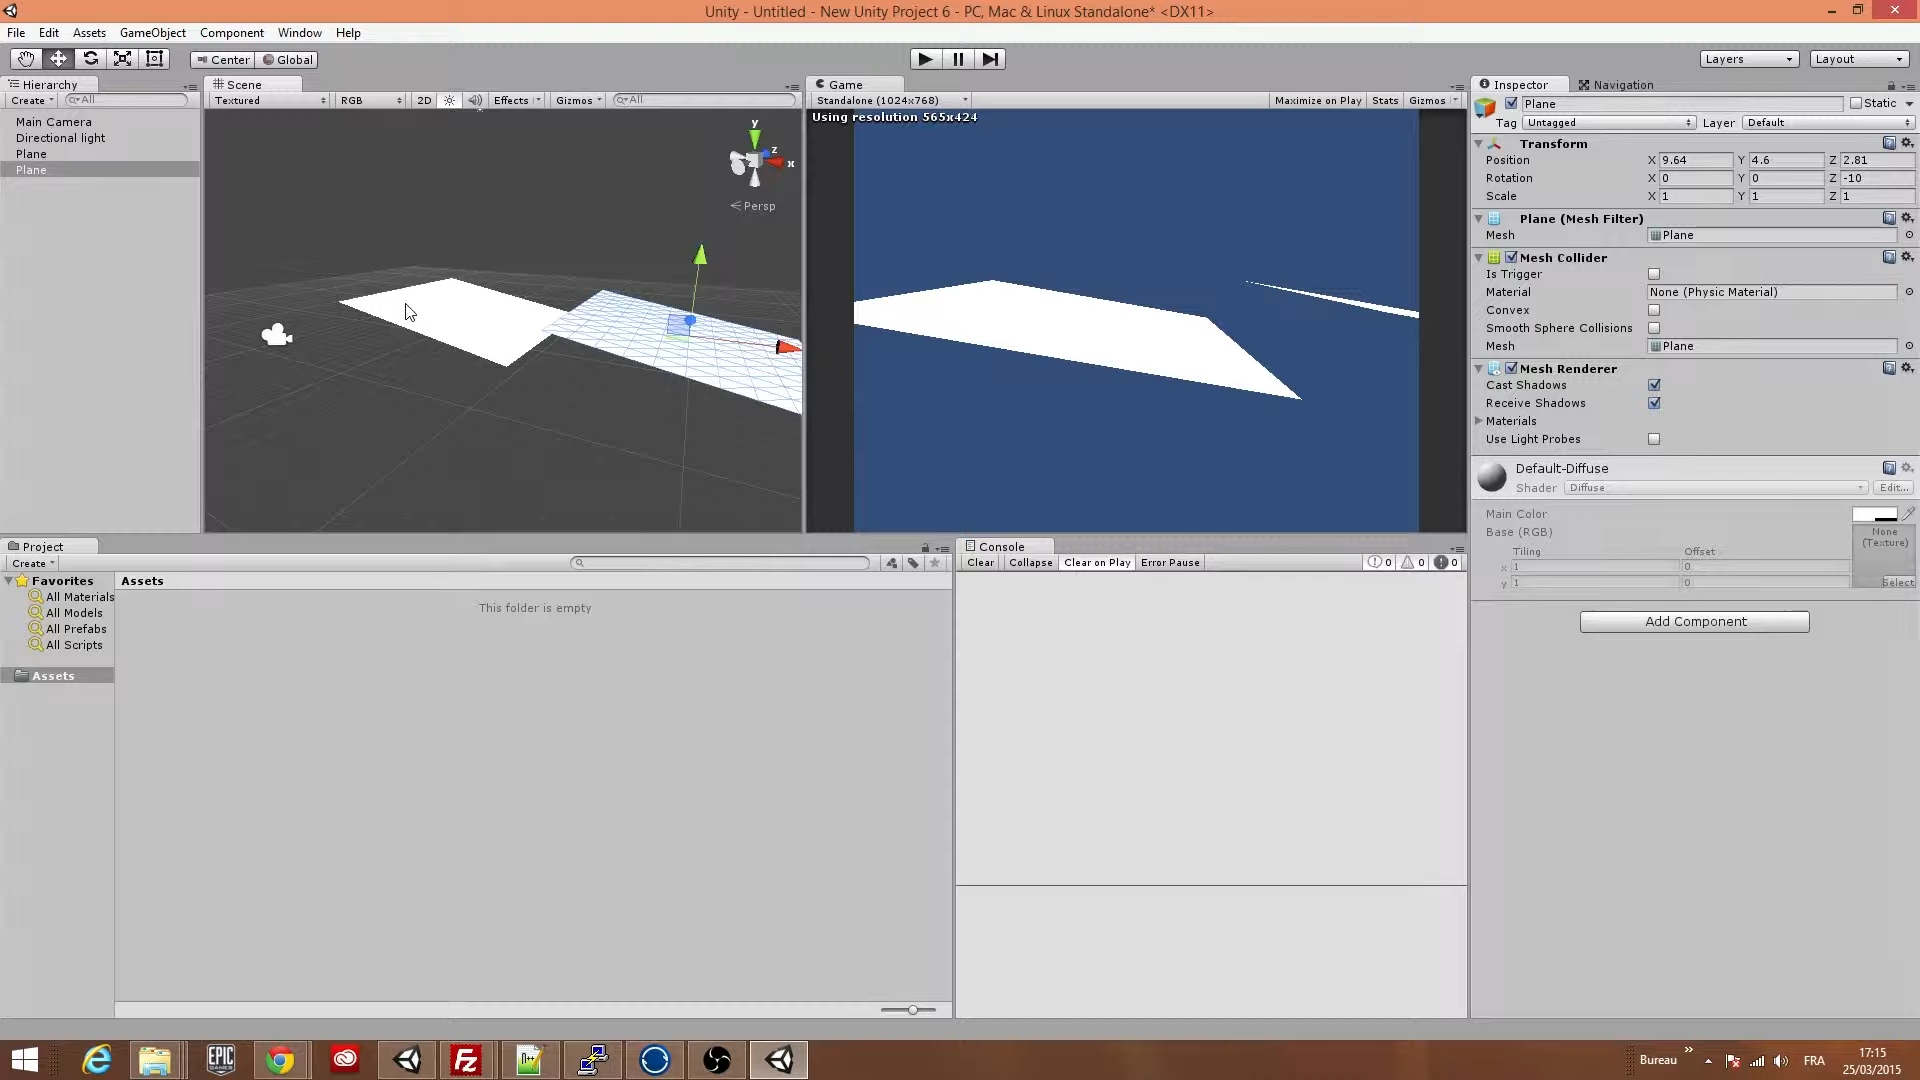 Unity - Untitled - New Unity Project 6 - PC, Mac & Linux Standalone* <DX11>
File Edit Assets GameObject Component Window Help
Center Global
Layers Layout
Hierarchy
Create All
Main Camera
Directional light
Plane
Plane
Scene
Textured RGB 2D Effects Gizmos All
y
z
x
Persp
Game
Standalone (1024x768) Maximize on Play Stats Gizmos
Using resolution 565x424
Inspector Navigation
Plane Static
Tag Untagged Layer Default
Transform
Position X 9.64 Y 4.6 Z 2.81
Rotation X 0 Y 0 Z -10
Scale X 1 Y 1 Z 1
Plane (Mesh Filter)
Mesh Plane
Mesh Collider
Is Trigger
Material None (Physic Material)
Convex
Smooth Sphere Collisions
Mesh Plane
Mesh Renderer
Cast Shadows
Receive Shadows
Materials
Use Light Probes
Default-Diffuse
Shader Diffuse Edit...
Main Color
Base (RGB)
None
(Texture)
Tiling Offset
x 1 0
y 1 0
Select
Add Component
Project
Create
Favorites
All Materials
All Models
All Prefabs
All Scripts
Assets
Assets
This folder is empty
Console
Clear Collapse Clear on Play Error Pause 0 0 0
EPIC
GAMES
Fz
Bureau » FRA
17:15
25/03/2015